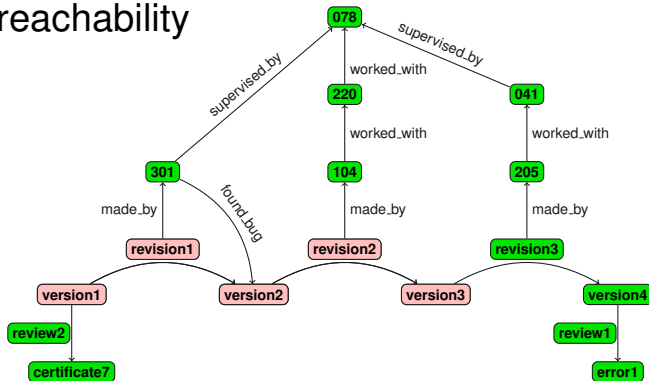 reachability
078
supervised_by
supervised_by
worked_with
220
041
worked_with
worked_with
301
104
205
made_by
found_bug
made_by
made_by
revision1
revision2
revision3
version1
version2
version3
version4
review2
review1
certificate7
error1